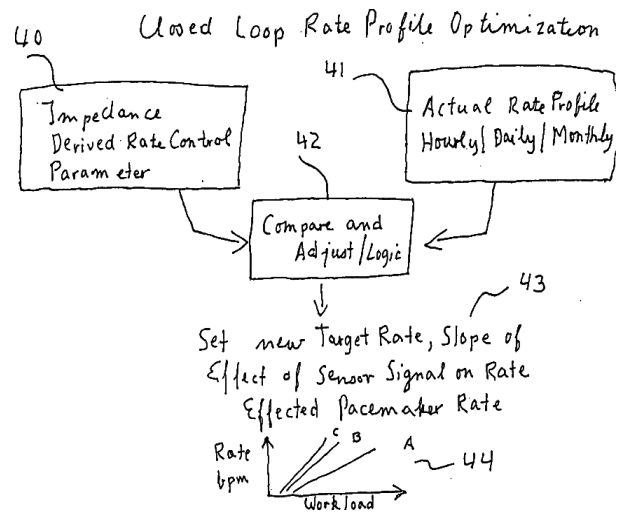 Closed Loop Rate Profile Optimization
40
41
Impedance
Derived Rate Control
Parameter
Actual Rate Profile
Hourly/Daily/Monthly
42
Compare and
Adjust/Logic
43
Set new Target Rate, Slope of
Effect of Sensor Signal on Rate
Effected Pacemaker Rate
Rate
bpm
C
B
A
44
Workload